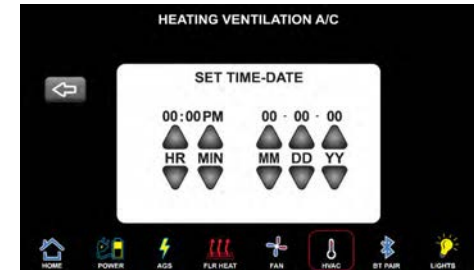 HEATING VENTILATION A/C
SET TIME-DATE
00:00PM 00 - 00 - 00
HR MIN MM DD YY
HOME POWER AGS FLR HEAT FAN HVAC BT PAIR LIGHTS